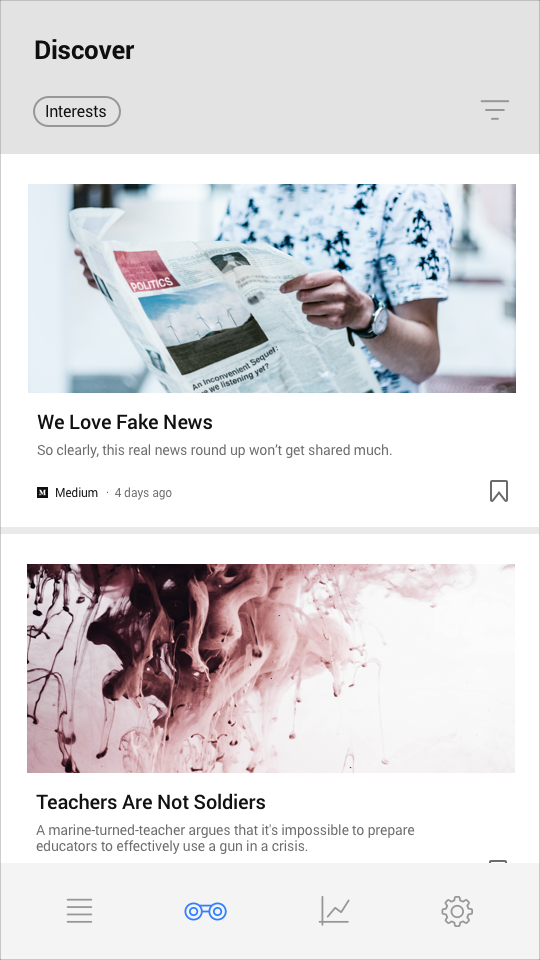 Discover
Interests
POLITICS
An Inconvenient Sequel:
are we listening yet?
We Love Fake News
So clearly, this real news round up won’t get shared much.
M Medium · 4 days ago
Teachers Are Not Soldiers
A marine-turned-teacher argues that it's impossible to prepare
educators to effectively use a gun in a crisis.